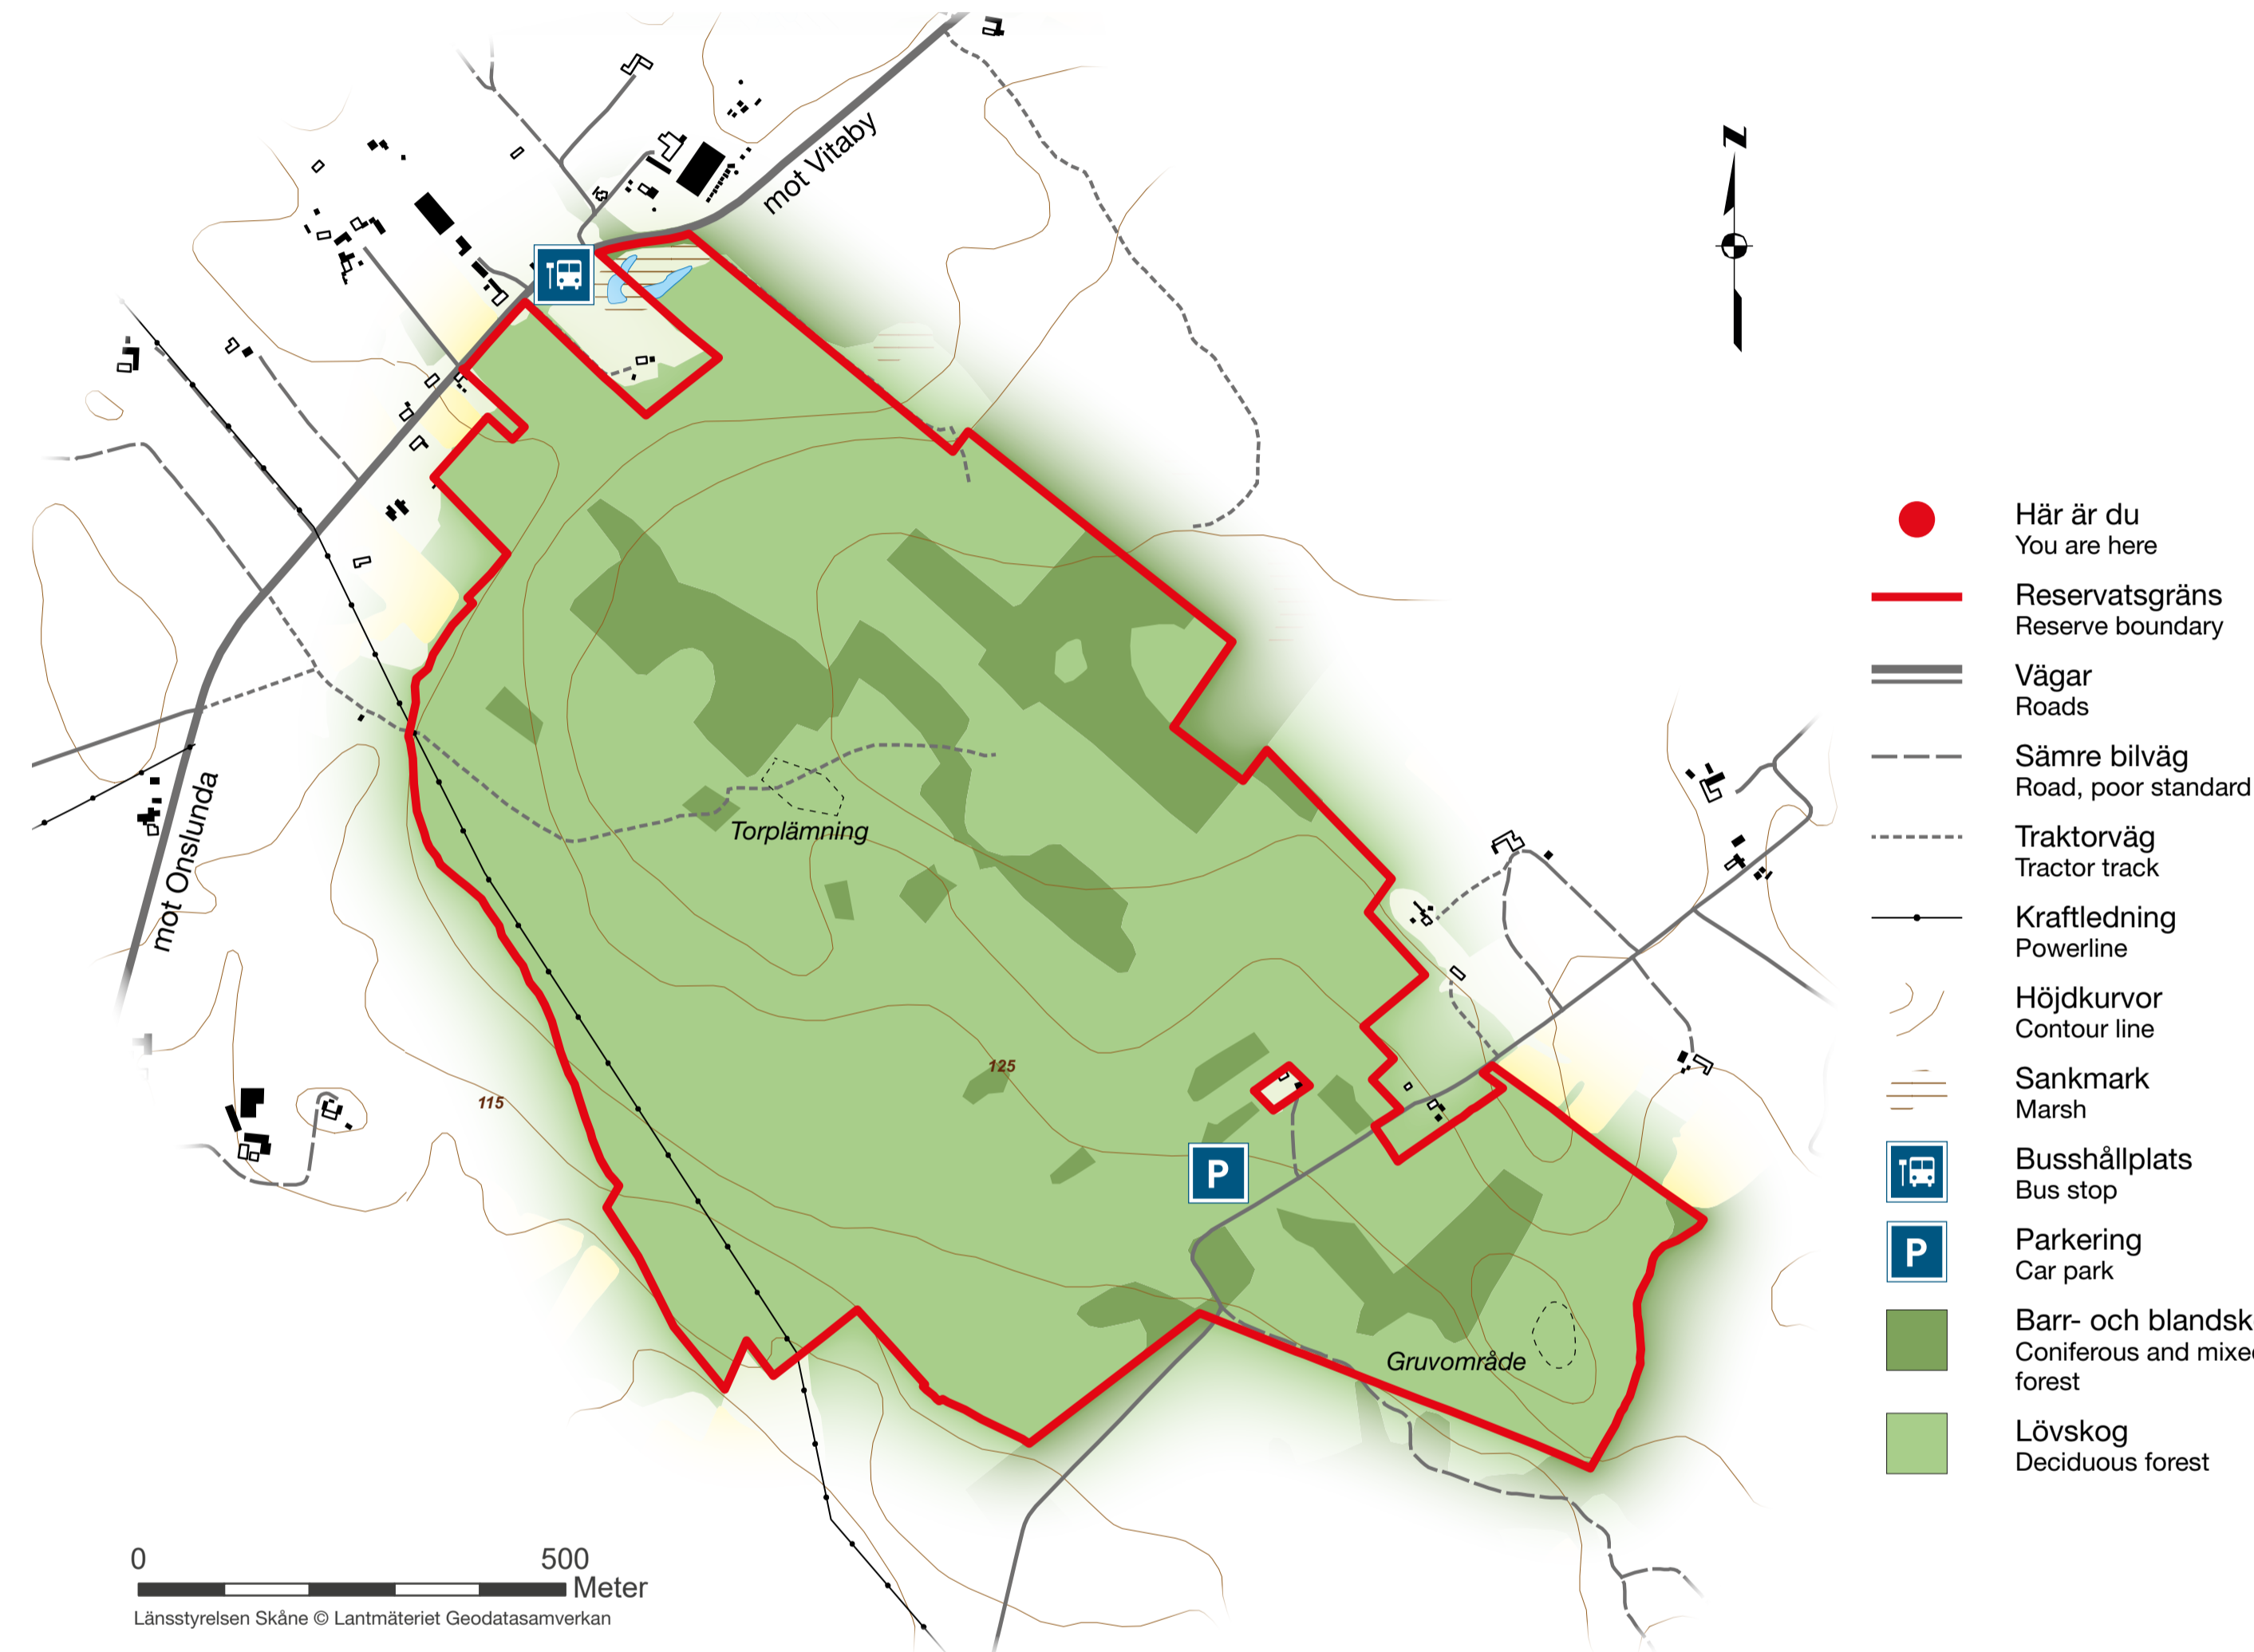 mot Vitaby
Z
mot Onslunda
Torplämning
125
115
Gruvområde
P
Här är du
You are here
Reservatsgräns
Reserve boundary
Vägar
Roads
Sämre bilväg
Road, poor standard
Traktorväg
Tractor track
Kraftledning
Powerline
Höjdkurvor
Contour line
Sankmark
Marsh
Busshållplats
Bus stop
P
Parkering
Car park
Barr- och blandsk
Coniferous and mixe
forest
Lövskog
Deciduous forest
0 500
Meter
Länsstyrelsen Skåne © Lantmäteriet Geodatasamverkan